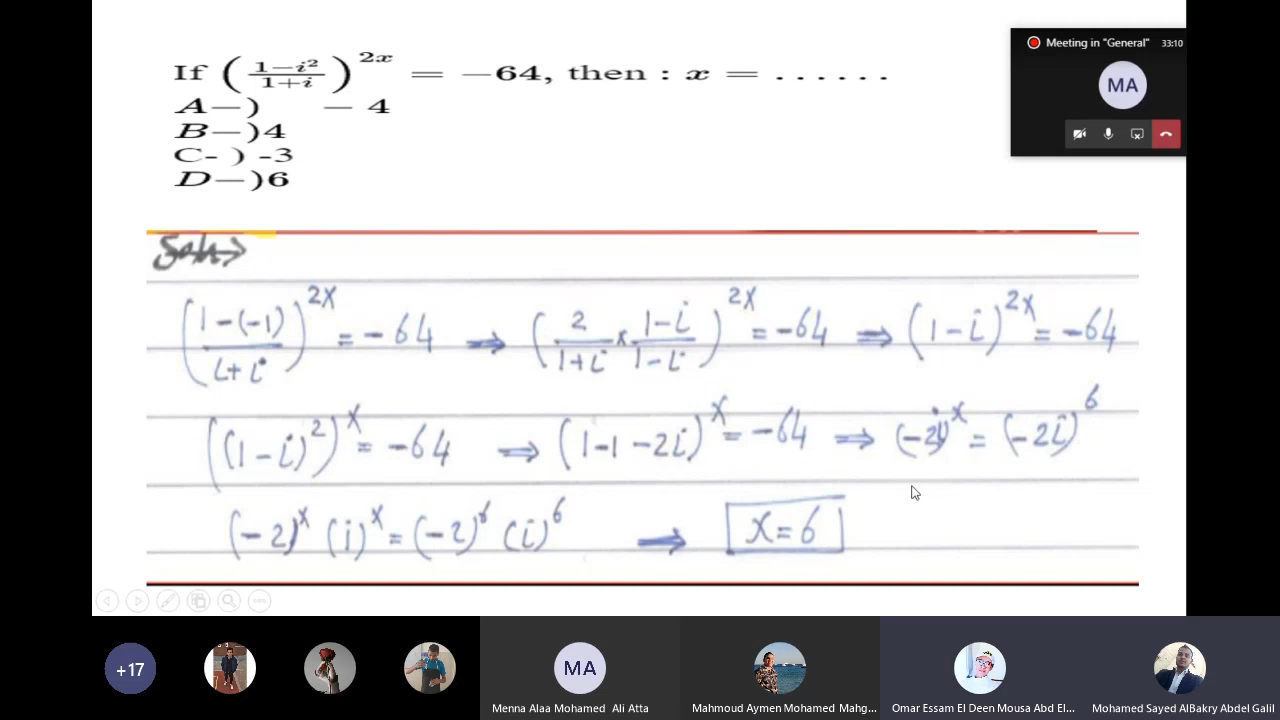 If ( (1−i²)/(1+i) )^2x = −64, then : x = . . . . . .
A−) − 4
B−)4
C- ) -3
D−)6
Meeting in "General" 33:10
MA
Soln→
( (1-(-1))/(1+i) )^2X = -64 ⟹ ( 2/(1+i) × (1-i)/(1-i) )^2X = -64 ⟹ (1-i)^2X = -64
((1-i)^2)^X = -64 ⟹ (1-1-2i)^X = -64 ⟹ (-2i)^X = (-2i)^6
(-2)^X (i)^X = (-2)^6 (i)^6 ⟹ X=6
+17
MA
Menna Alaa Mohamed Ali Atta
Mahmoud Aymen Mohamed Mahg...
Omar Essam El Deen Mousa Abd El...
Mohamed Sayed AlBakry Abdel Galil